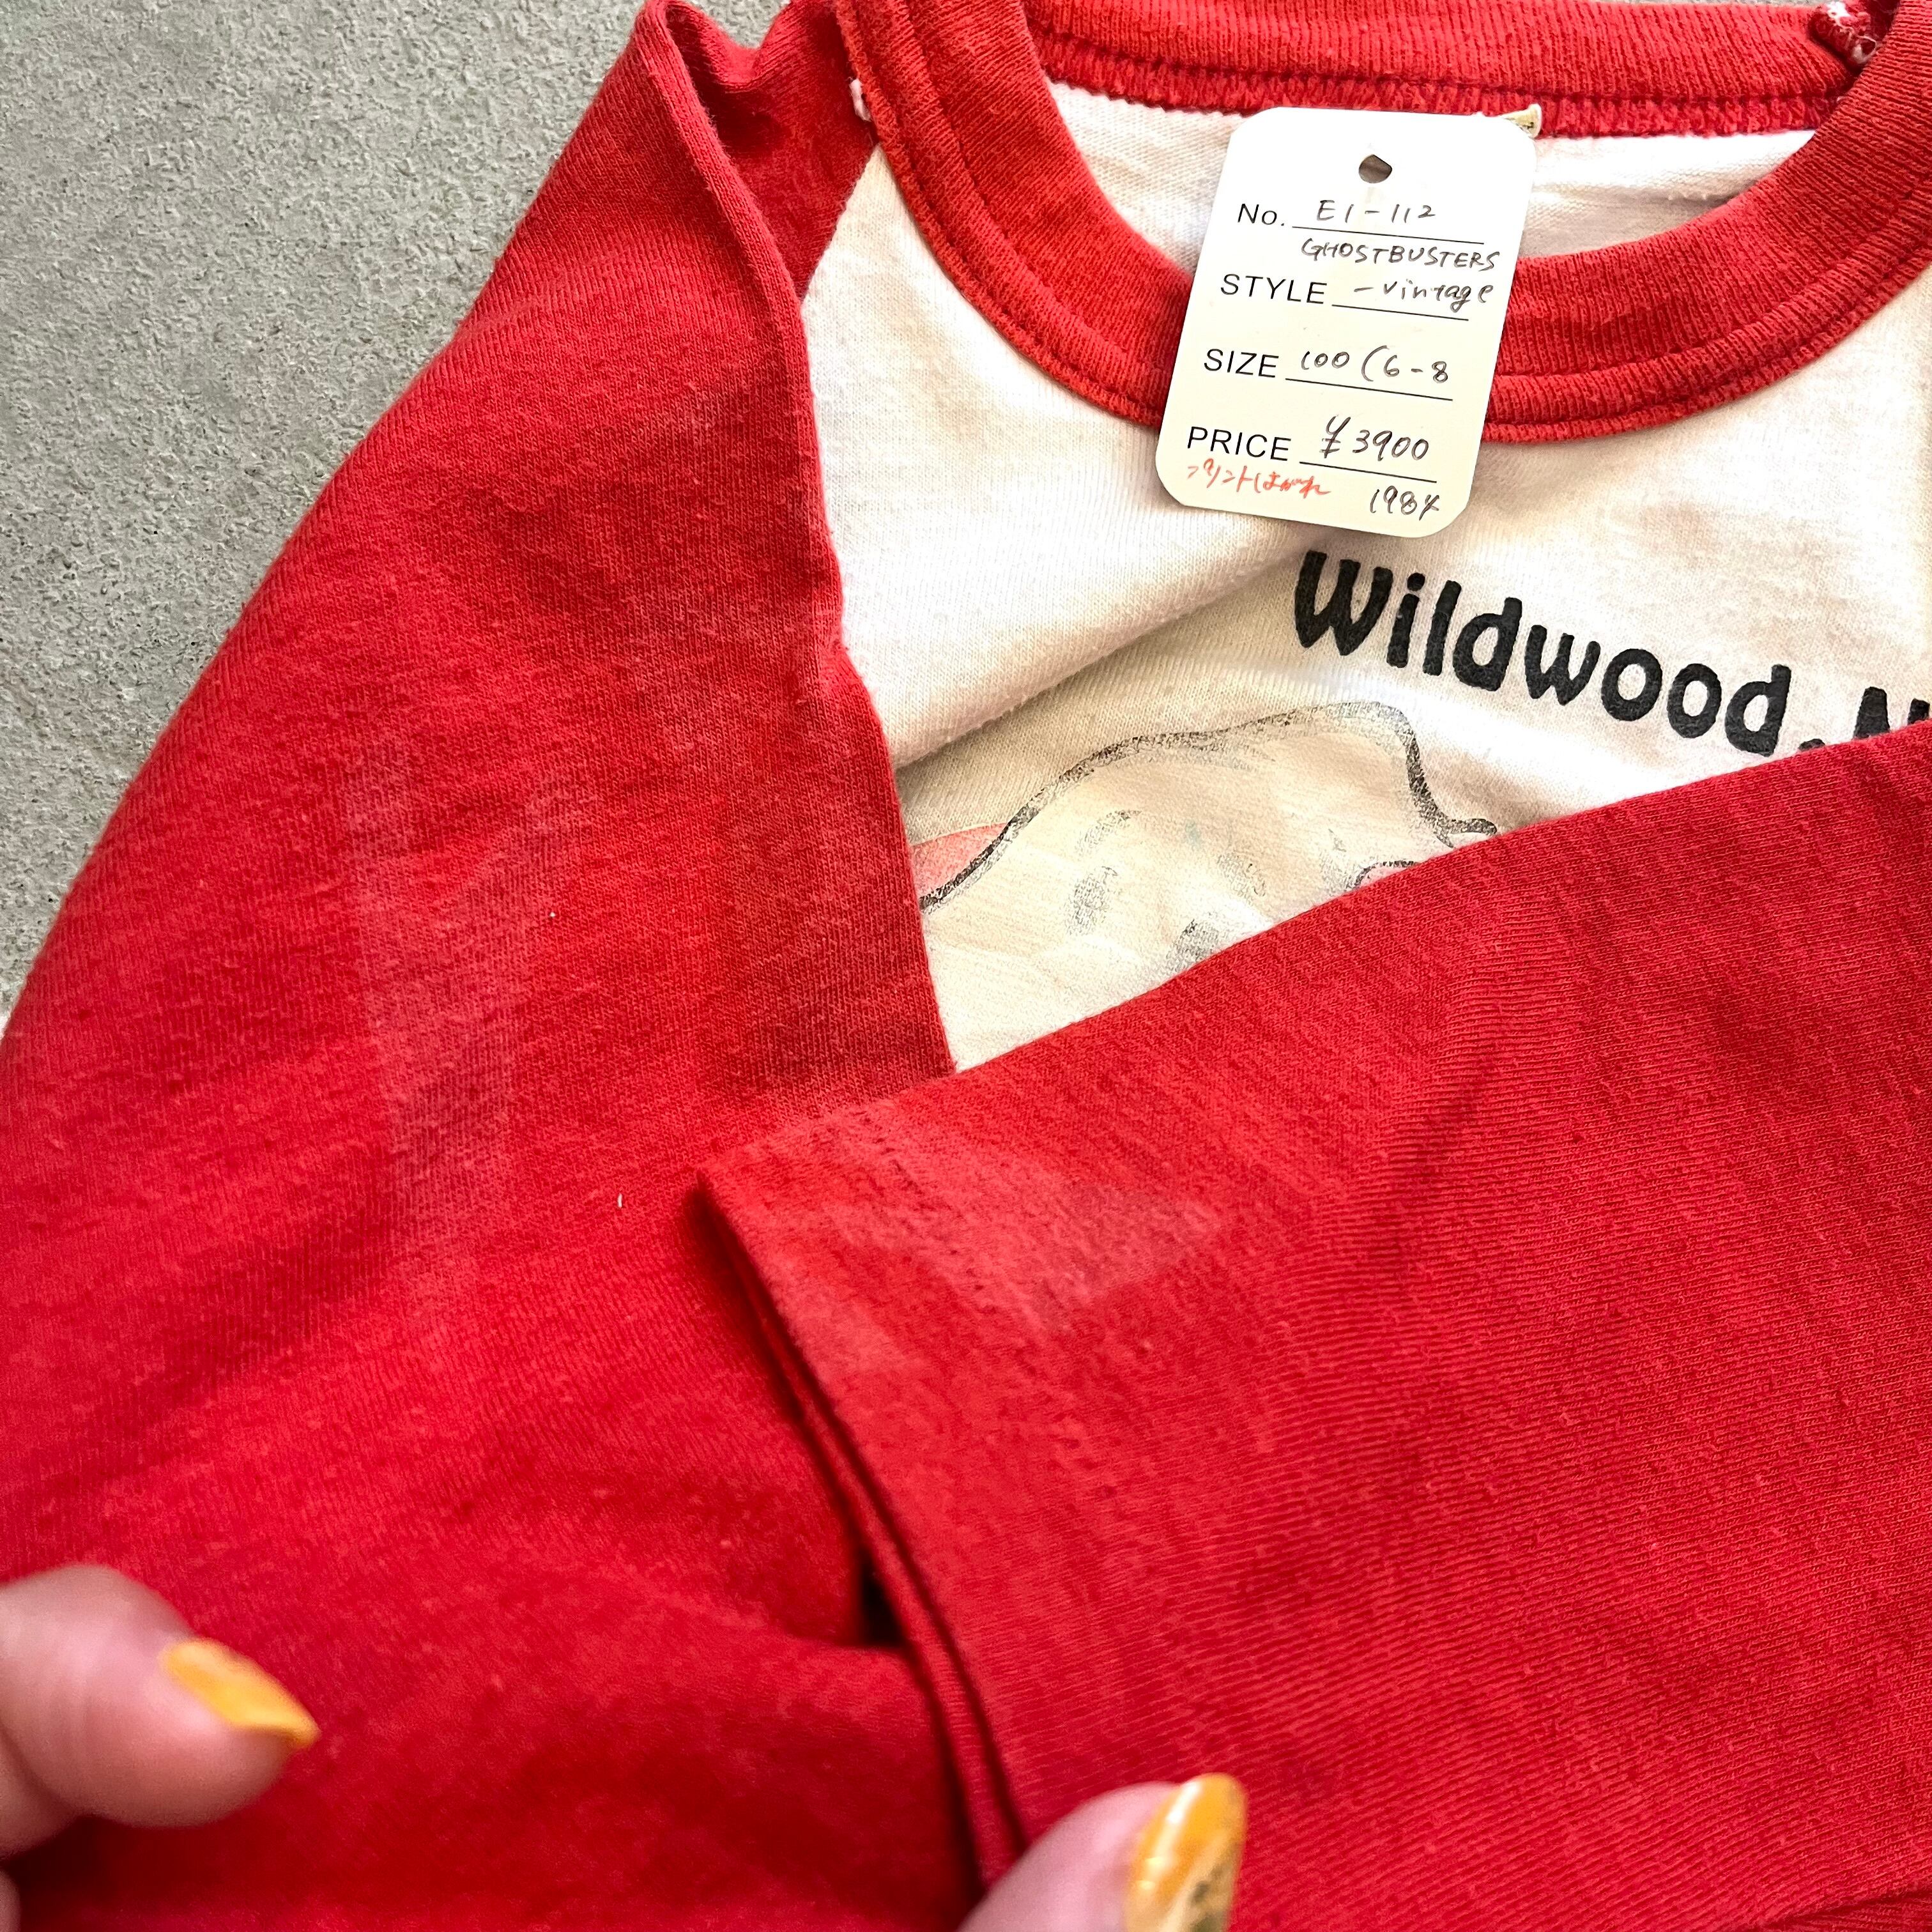 No. E1-112
GHOSTBUSTERS
STYLE -vintage
SIZE 100 (6-8
PRICE ¥3900
プリントはがれ 1984
Wildwood, N